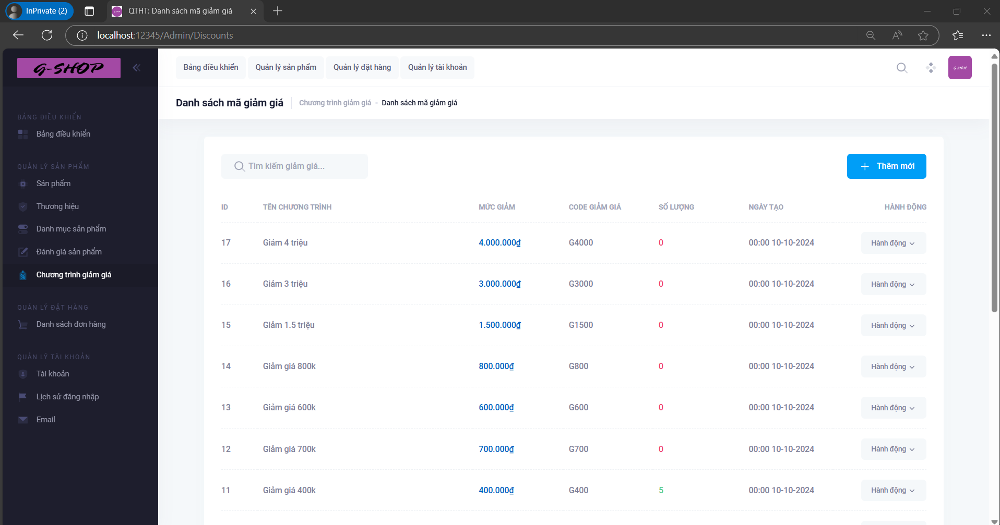 InPrivate (2)
QTHT: Danh sách mã giảm giá
localhost:12345/Admin/Discounts
G-SHOP
Bảng điều khiển
Quản lý sản phẩm
Quản lý đặt hàng
Quản lý tài khoản
G-SHOP
Danh sách mã giảm giá
Chương trình giảm giá - Danh sách mã giảm giá
BẢNG ĐIỀU KHIỂN
Bảng điều khiển
QUẢN LÝ SẢN PHẨM
Sản phẩm
Thương hiệu
Danh mục sản phẩm
Đánh giá sản phẩm
Chương trình giảm giá
QUẢN LÝ ĐẶT HÀNG
Danh sách đơn hàng
QUẢN LÝ TÀI KHOẢN
Tài khoản
Lịch sử đăng nhập
Email
Tìm kiếm giảm giá...
Thêm mới
ID TÊN CHƯƠNG TRÌNH MỨC GIẢM CODE GIẢM GIÁ SỐ LƯỢNG NGÀY TẠO HÀNH ĐỘNG
17 Giảm 4 triệu 4.000.000₫ G4000 0 00:00 10-10-2024 Hành động
16 Giảm 3 triệu 3.000.000₫ G3000 0 00:00 10-10-2024 Hành động
15 Giảm 1.5 triệu 1.500.000₫ G1500 0 00:00 10-10-2024 Hành động
14 Giảm giá 800k 800.000₫ G800 0 00:00 10-10-2024 Hành động
13 Giảm giá 600k 600.000₫ G600 0 00:00 10-10-2024 Hành động
12 Giảm giá 700k 700.000₫ G700 0 00:00 10-10-2024 Hành động
11 Giảm giá 400k 400.000₫ G400 5 00:00 10-10-2024 Hành động